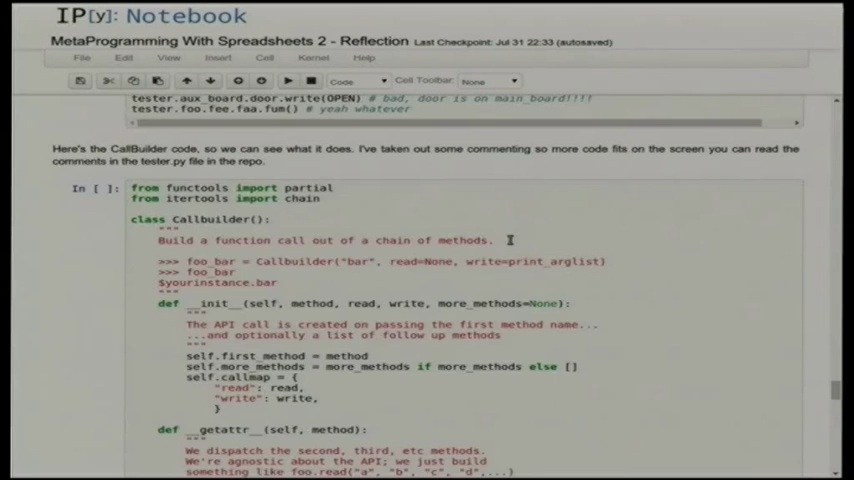 IP[y]: Notebook
MetaProgramming With Spreadsheets 2 - Reflection Last Checkpoint: Jul 31 22:33 (autosaved)
File Edit View Insert Cell Kernel Help
Code Cell Toolbar: None
tester.aux_board.door.write(OPEN) # bad, door is on main_board!!!!
tester.foo.fee.faa.fum() # yeah whatever
Here's the CallBuilder code, so we can see what it does. I've taken out some commenting so more code fits on the screen you can read the
comments in the tester.py file in the repo.
In [ ]: from functools import partial
from itertools import chain
class Callbuilder():
"""
Build a function call out of a chain of methods.
>>> foo_bar = Callbuilder("bar", read=None, write=print_arglist)
>>> foo_bar
$yourinstance.bar
"""
def __init__(self, method, read, write, more_methods=None):
"""
The API call is created on passing the first method name...
...and optionally a list of follow up methods
"""
self.first_method = method
self.more_methods = more_methods if more_methods else []
self.callmap = {
"read": read,
"write": write,
}
def __getattr__(self, method):
"""
We dispatch the second, third, etc methods.
We're agnostic about the API; we just build
something like foo.read("a", "b", "c", "d",...)